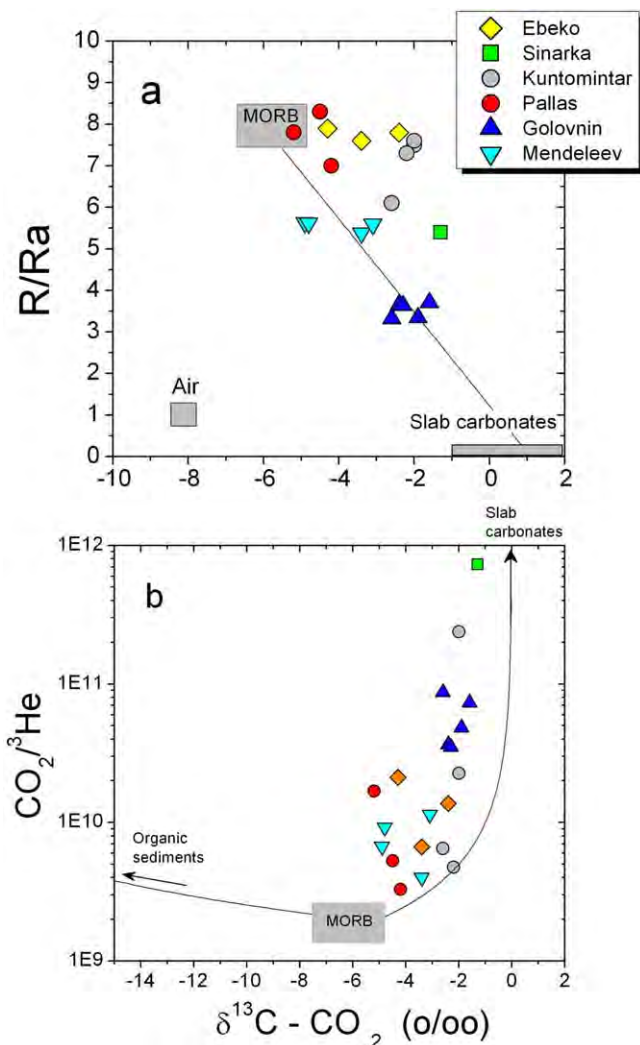 Ebeko
Sinarka
Kuntomintar
Pallas
Golovnin
Mendeleev
a
10
9
8
7
6
5
4
3
2
1
0
R/Ra
MORB
Air
Slab carbonates
-10 -8 -6 -4 -2 0 2
Slab
carbonates
b
1E12
1E11
1E10
1E9
CO₂/³He
Organic
sediments
MORB
-14 -12 -10 -8 -6 -4 -2 0 2
δ¹³C - CO₂ (o/oo)